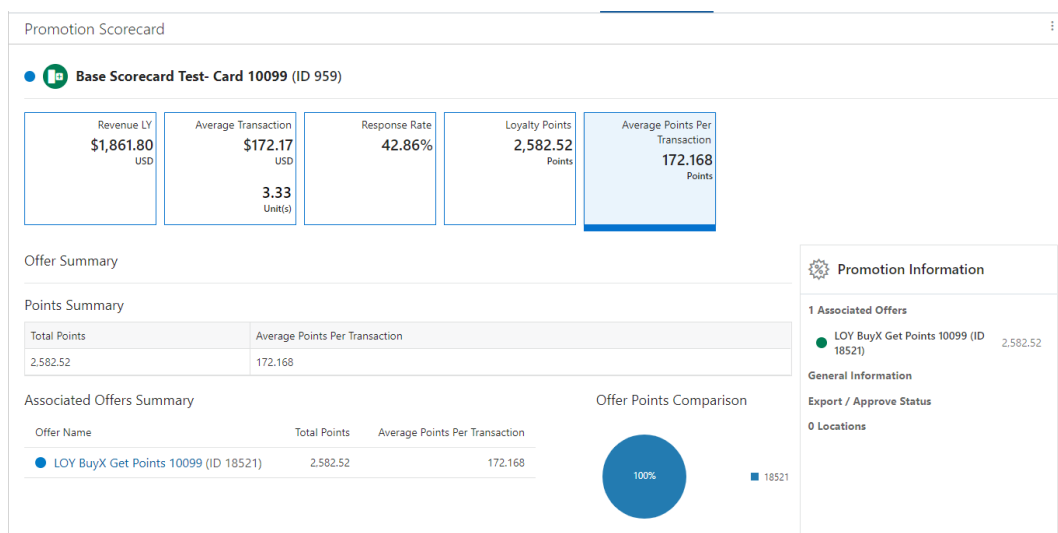 Promotion Scorecard
Base Scorecard Test- Card 10099 (ID 959)
Revenue LY
$1,861.80
USD
Average Transaction
$172.17
USD
3.33
Unit(s)
Response Rate
42.86%
Loyalty Points
2,582.52
Points
Average Points Per
Transaction
172.168
Points
Offer Summary
Points Summary
Total Points Average Points Per Transaction
2,582.52 172.168
Associated Offers Summary
Offer Name Total Points Average Points Per Transaction
LOY BuyX Get Points 10099 (ID 18521) 2,582.52 172.168
Offer Points Comparison
100%
18521
Promotion Information
1 Associated Offers
LOY BuyX Get Points 10099 (ID
18521)
2,582.52
General Information
Export / Approve Status
0 Locations